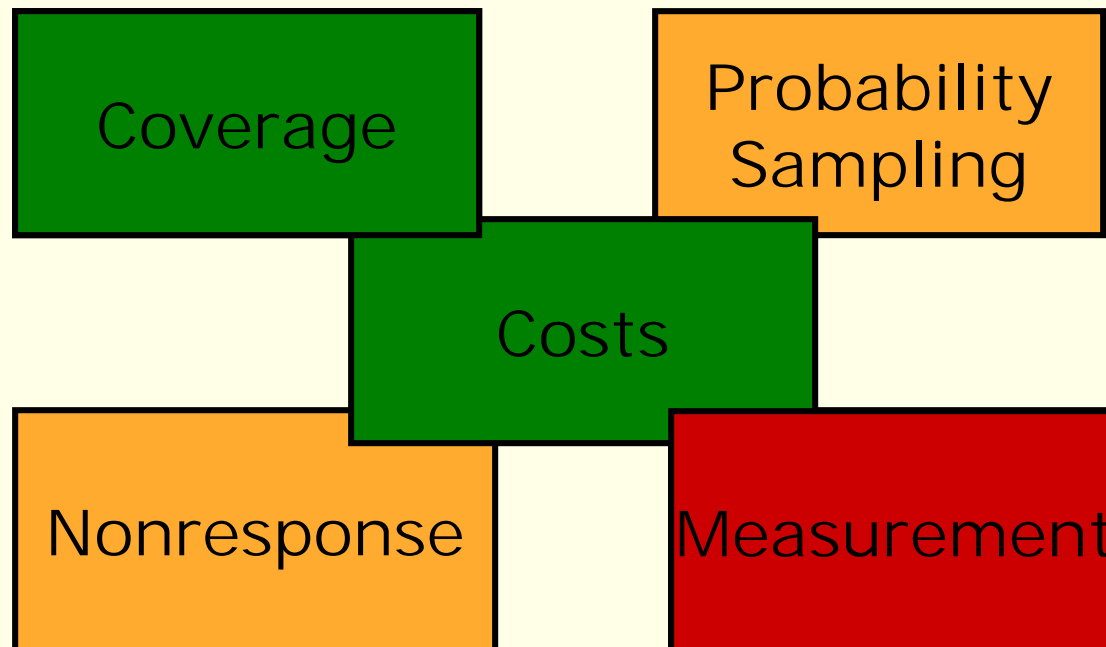 Coverage
Probability
Sampling
Costs
Nonresponse
Measurement